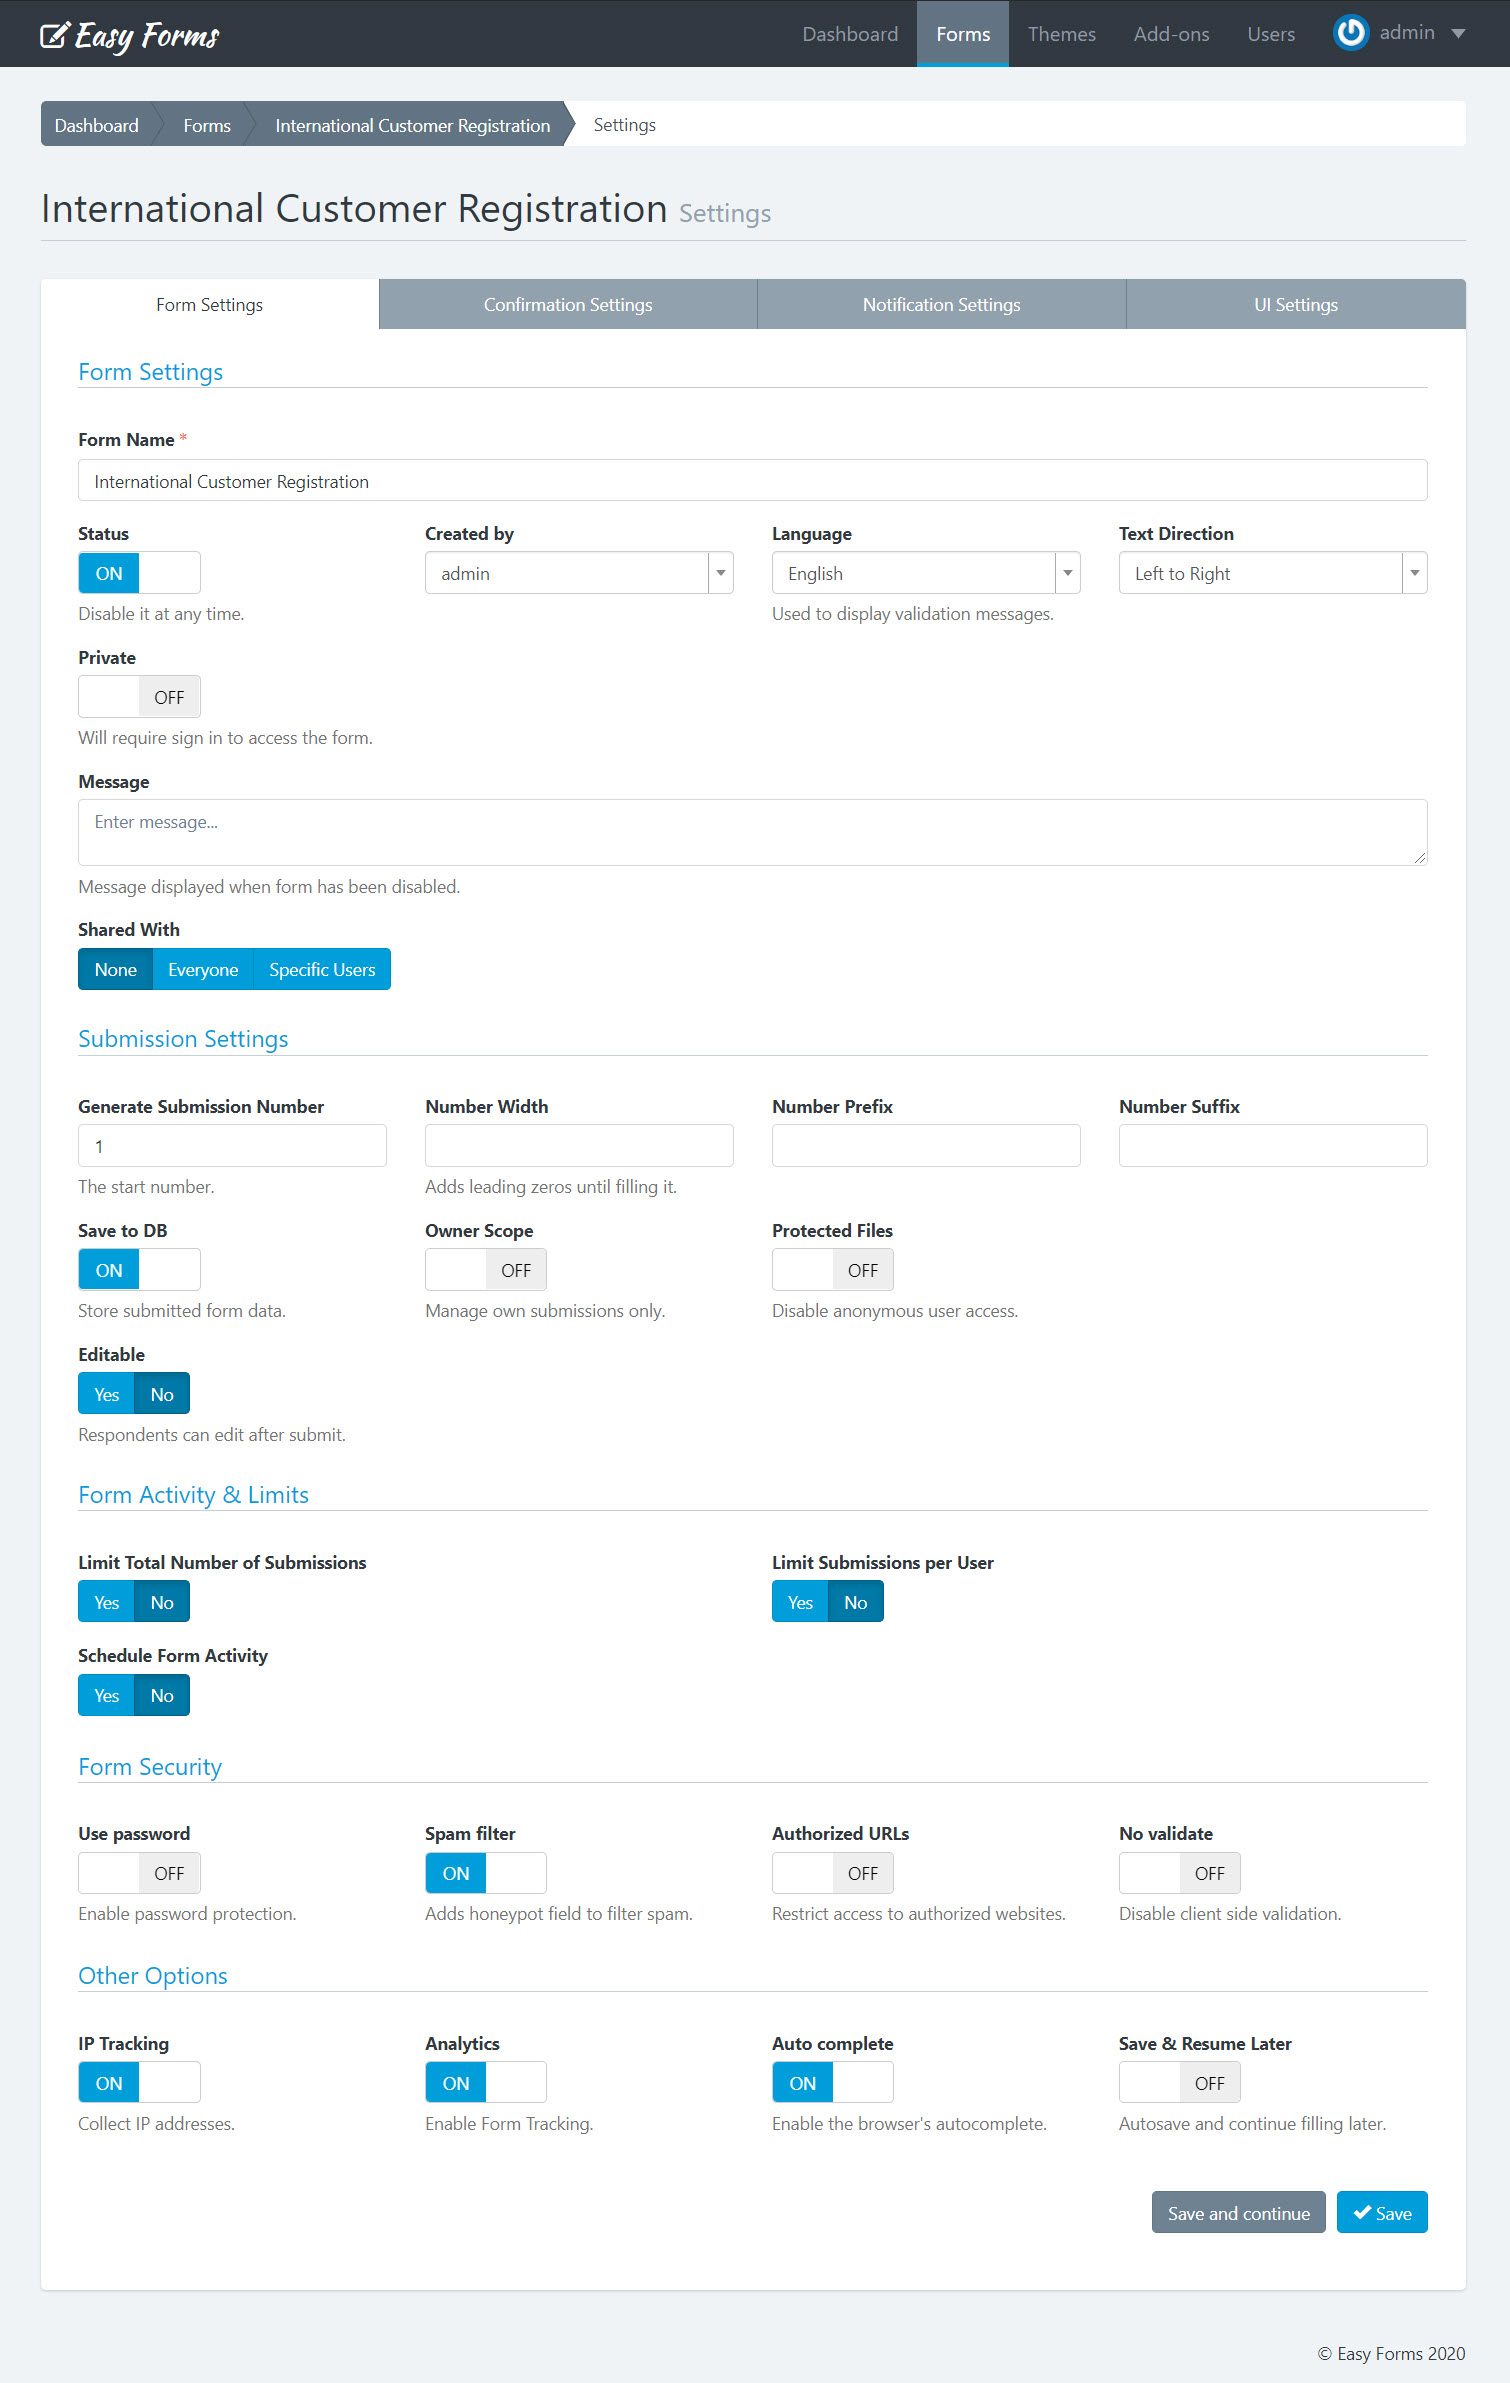 Easy Forms
Dashboard Forms Themes Add-ons Users admin
Dashboard Forms International Customer Registration Settings
International Customer Registration Settings
Form Settings Confirmation Settings Notification Settings UI Settings
Form Settings
Form Name *
International Customer Registration
Status Created by Language Text Direction
ON admin English Left to Right
Disable it at any time. Used to display validation messages.
Private
OFF
Will require sign in to access the form.
Message
Enter message...
Message displayed when form has been disabled.
Shared With
None Everyone Specific Users
Submission Settings
Generate Submission Number Number Width Number Prefix Number Suffix
1
The start number. Adds leading zeros until filling it.
Save to DB Owner Scope Protected Files
ON OFF OFF
Store submitted form data. Manage own submissions only. Disable anonymous user access.
Editable
Yes No
Respondents can edit after submit.
Form Activity & Limits
Limit Total Number of Submissions Limit Submissions per User
Yes No Yes No
Schedule Form Activity
Yes No
Form Security
Use password Spam filter Authorized URLs No validate
OFF ON OFF OFF
Enable password protection. Adds honeypot field to filter spam. Restrict access to authorized websites. Disable client side validation.
Other Options
IP Tracking Analytics Auto complete Save & Resume Later
ON ON ON OFF
Collect IP addresses. Enable Form Tracking. Enable the browser's autocomplete. Autosave and continue filling later.
Save and continue Save
© Easy Forms 2020